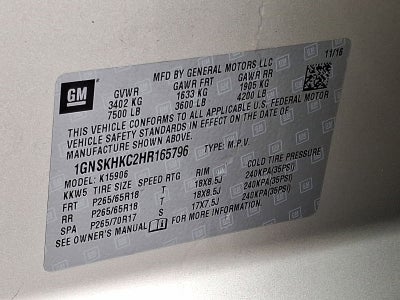 GM
MFD BY GENERAL MOTORS LLC
11/16
GVWR GAWR FRT GAWR RR
3402 KG 1633 KG 1905 KG
7500 LB 3600 LB 4200 LB
THIS VEHICLE CONFORMS TO ALL APPLICABLE U.S. FEDERAL MOTOR
VEHICLE SAFETY STANDARDS IN EFFECT ON THE DATE OF
MANUFACTURE SHOWN ABOVE.
1GNSKHKC2HR165796 TYPE: M.P.V.
MODEL: K15906
KKW5 TIRE SIZE SPEED RTG RIM COLD TIRE PRESSURE
FRT P265/65R18 T 18X8.5J 240KPA(35PSI)
RR P265/65R18 T 18X8.5J 240KPA(35PSI)
SPA P265/70R17 S 17X7.5J 240KPA(35PSI)
SEE OWNER'S MANUAL FOR MORE INFORMATION